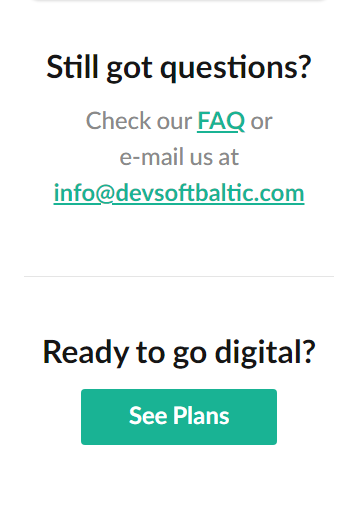 Still got questions?
Check our FAQ or
e-mail us at
info@devsoftbaltic.com
Ready to go digital?
See Plans